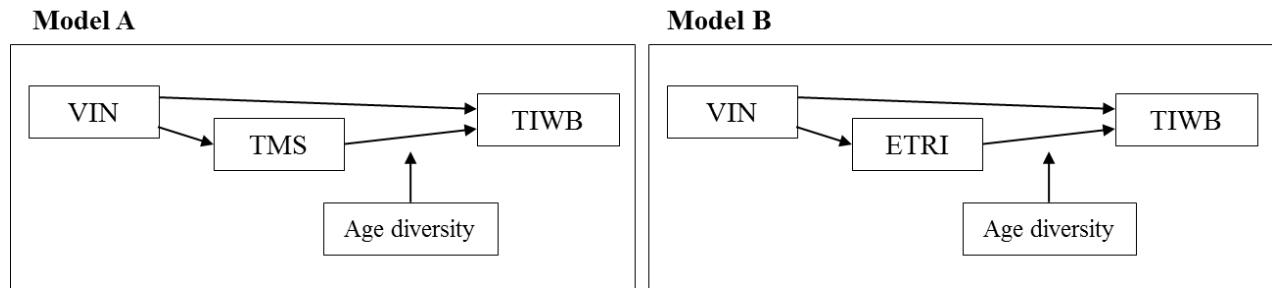 Model A
VIN
TIWB
TMS
Age diversity
Model B
VIN
TIWB
ETRI
Age diversity